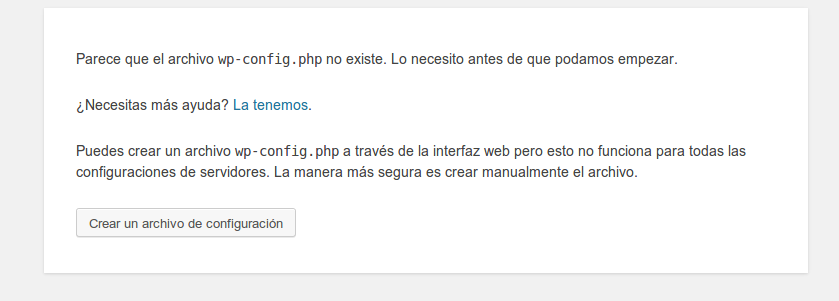 Parece que el archivo wp-config.php no existe. Lo necesito antes de que podamos empezar.
¿Necesitas más ayuda? La tenemos.
Puedes crear un archivo wp-config.php a través de la interfaz web pero esto no funciona para todas las
configuraciones de servidores. La manera más segura es crear manualmente el archivo.
Crear un archivo de configuración